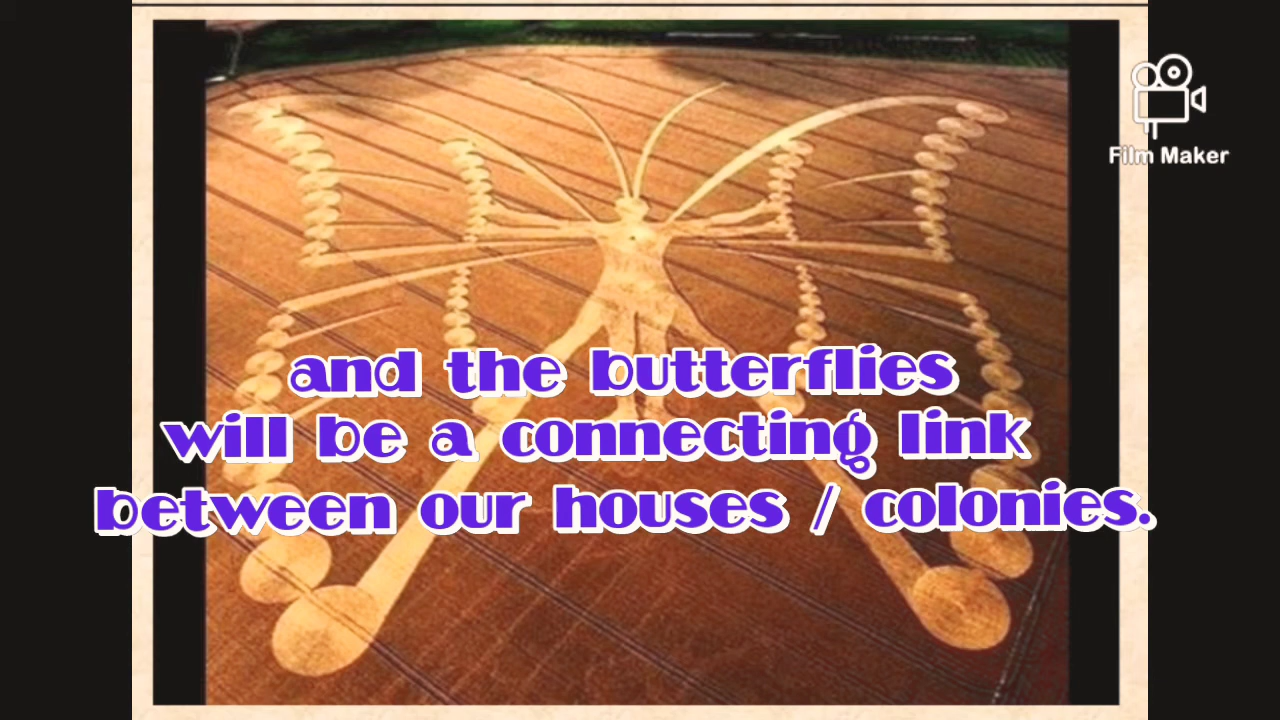 Film Maker
and the butterflies
will be a connecting link
between our houses / colonies.